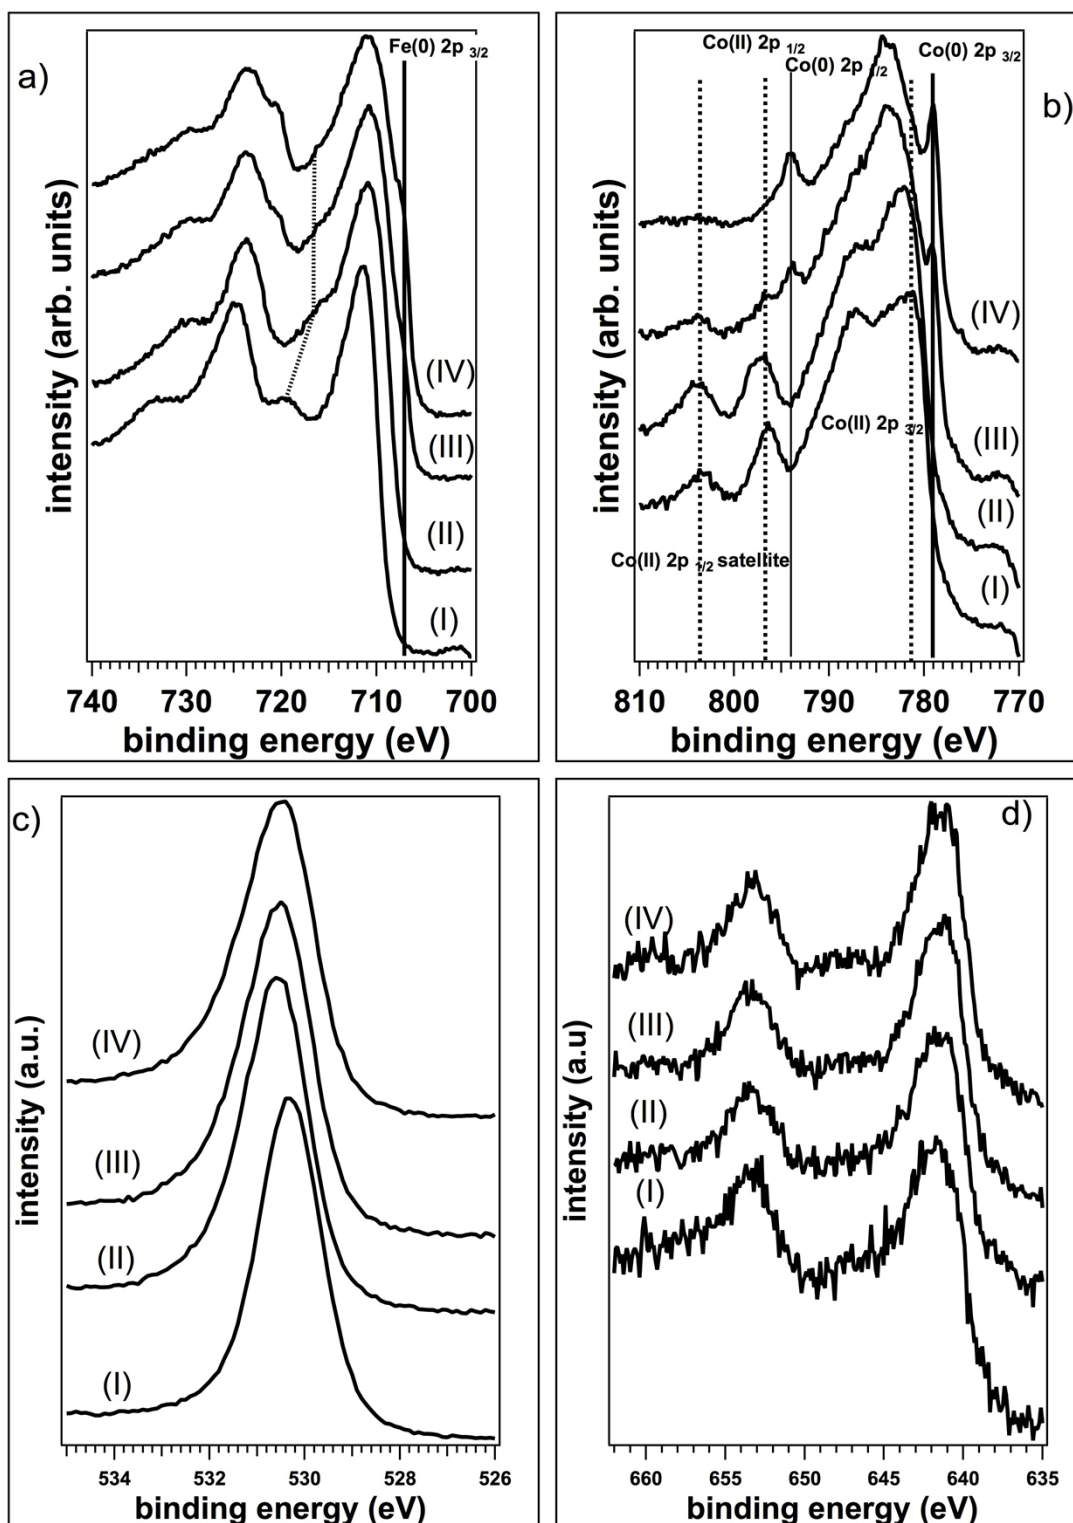 a)
Fe(0) 2p 3/2
(IV)
(III)
(II)
(I)
intensity (arb. units)
740 730 720 710 700
binding energy (eV)
b)
Co(II) 2p 1/2
Co(0) 2p 1/2
Co(0) 2p 3/2
(IV)
(III)
Co(II) 2p 3/2
(II)
Co(II) 2p 1/2 satellite
(I)
intensity (arb. units)
810 800 790 780 770
binding energy (eV)
c)
(IV)
(III)
(II)
(I)
intensity (a.u.)
534 532 530 528 526
binding energy (eV)
d)
(IV)
(III)
(II)
(I)
intensity (a.u)
660 655 650 645 640 635
binding energy (eV)